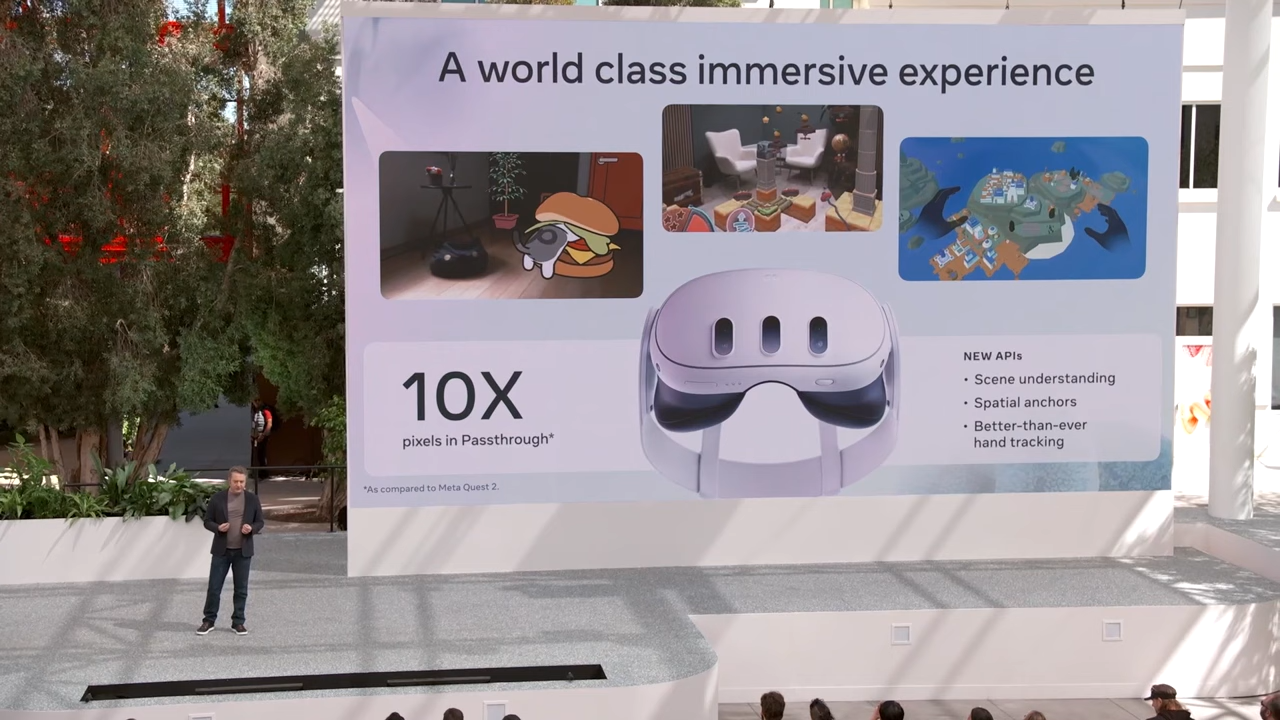 A world class immersive experience
10X
pixels in Passthrough*
*As compared to Meta Quest 2.
NEW APIs
• Scene understanding
• Spatial anchors
• Better-than-ever
hand tracking